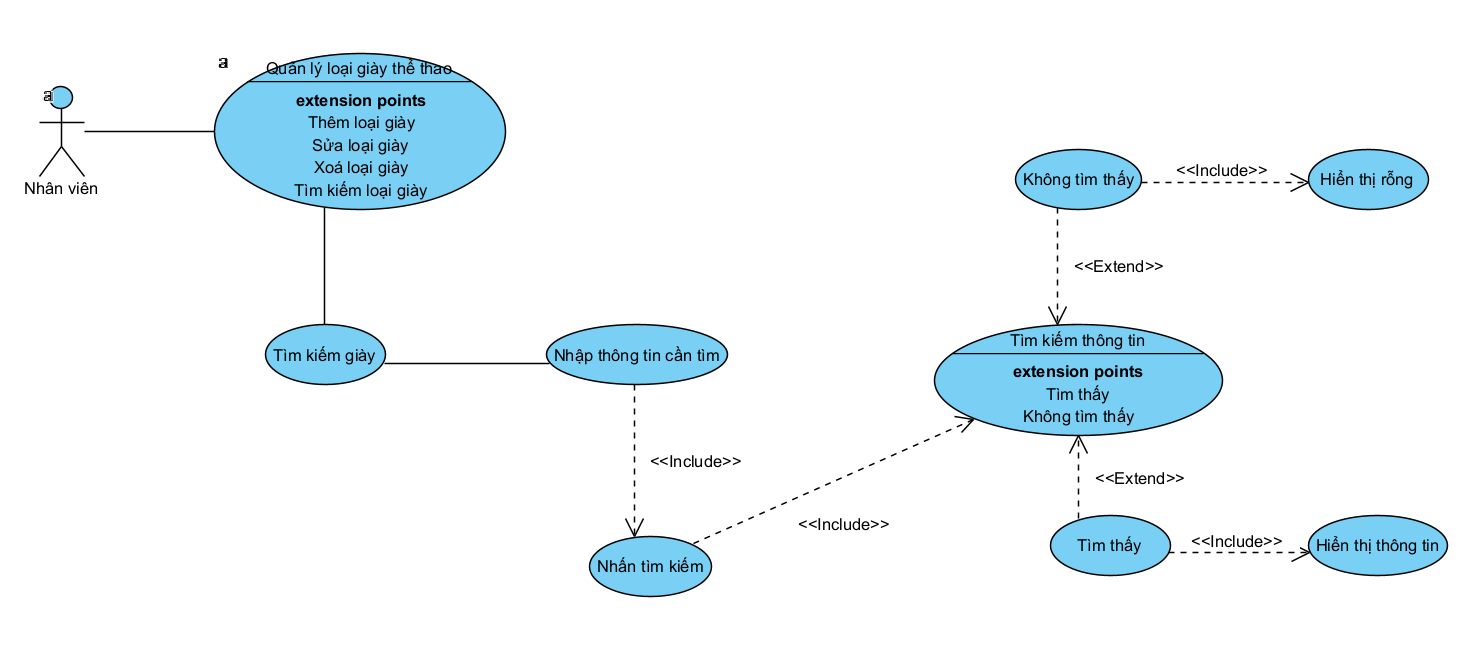 a
Quản lý loại giày thể thao
extension points
Thêm loại giày
Sửa loại giày
Xoá loại giày
Tìm kiếm loại giày
a
Nhân viên
Không tìm thấy
<<Include>>
Hiển thị rỗng
<<Extend>>
Tìm kiếm giày
Nhập thông tin cần tìm
Tìm kiếm thông tin
extension points
Tìm thấy
Không tìm thấy
<<Include>>
<<Extend>>
<<Include>>
Nhấn tìm kiếm
Tìm thấy
<<Include>>
Hiển thị thông tin